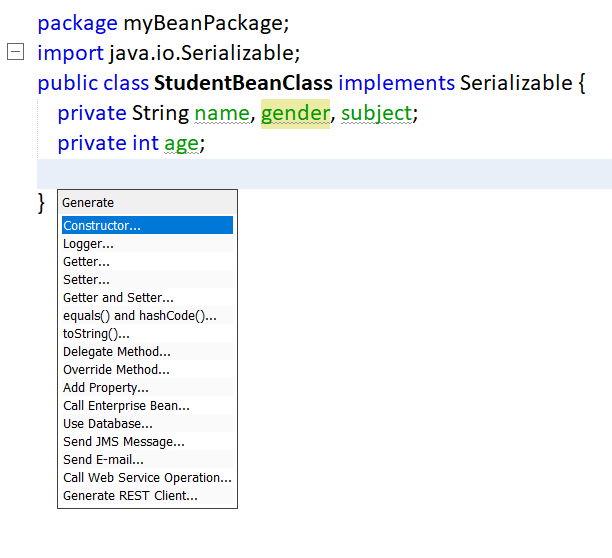 package myBeanPackage;
import java.io.Serializable;
public class StudentBeanClass implements Serializable {
private String name, gender, subject;
private int age;
}
Generate
Constructor...
Logger...
Getter...
Setter...
Getter and Setter...
equals() and hashCode()...
toString()...
Delegate Method...
Override Method...
Add Property...
Call Enterprise Bean...
Use Database...
Send JMS Message...
Send E-mail...
Call Web Service Operation...
Generate REST Client...